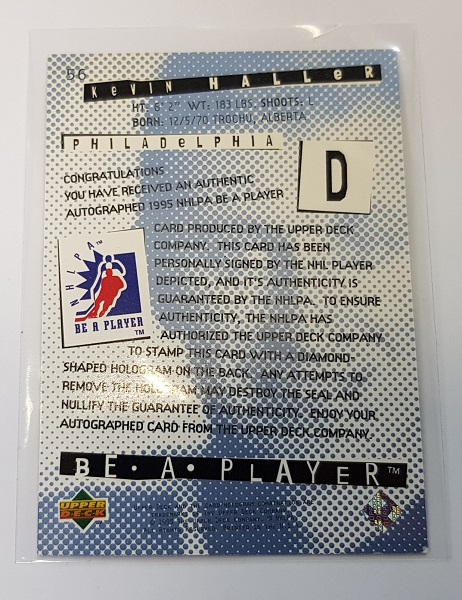 56
KeVIN HALLeR
HT: 6' 2" WT: 183 LBS. SHOOTS: L
BORN: 12/5/70 TROCHU, ALBERTA
PHILADeLPHIA
D
CONGRATULATIONS
YOU HAVE RECEIVED AN AUTHENTIC
AUTOGRAPHED 1995 NHLPA BE A PLAYER
CARD PRODUCED BY THE UPPER DECK
COMPANY. THIS CARD HAS BEEN
PERSONALLY SIGNED BY THE NHL PLAYER
DEPICTED, AND IT'S AUTHENTICITY IS
GUARANTEED BY THE NHLPA. TO ENSURE
AUTHENTICITY, THE NHLPA HAS
AUTHORIZED THE UPPER DECK COMPANY
TO STAMP THIS CARD WITH A DIAMOND-
SHAPED HOLOGRAM ON THE BACK. ANY ATTEMPTS TO
REMOVE THE HOLOGRAM MAY DESTROY THE SEAL AND
NULLIFY THE GUARANTEE OF AUTHENTICITY. ENJOY YOUR
AUTOGRAPHED CARD FROM THE UPPER DECK COMPANY.
NHLPA™
BE A PLAYER
™
BE•A•PLAYER™
UPPER
DECK